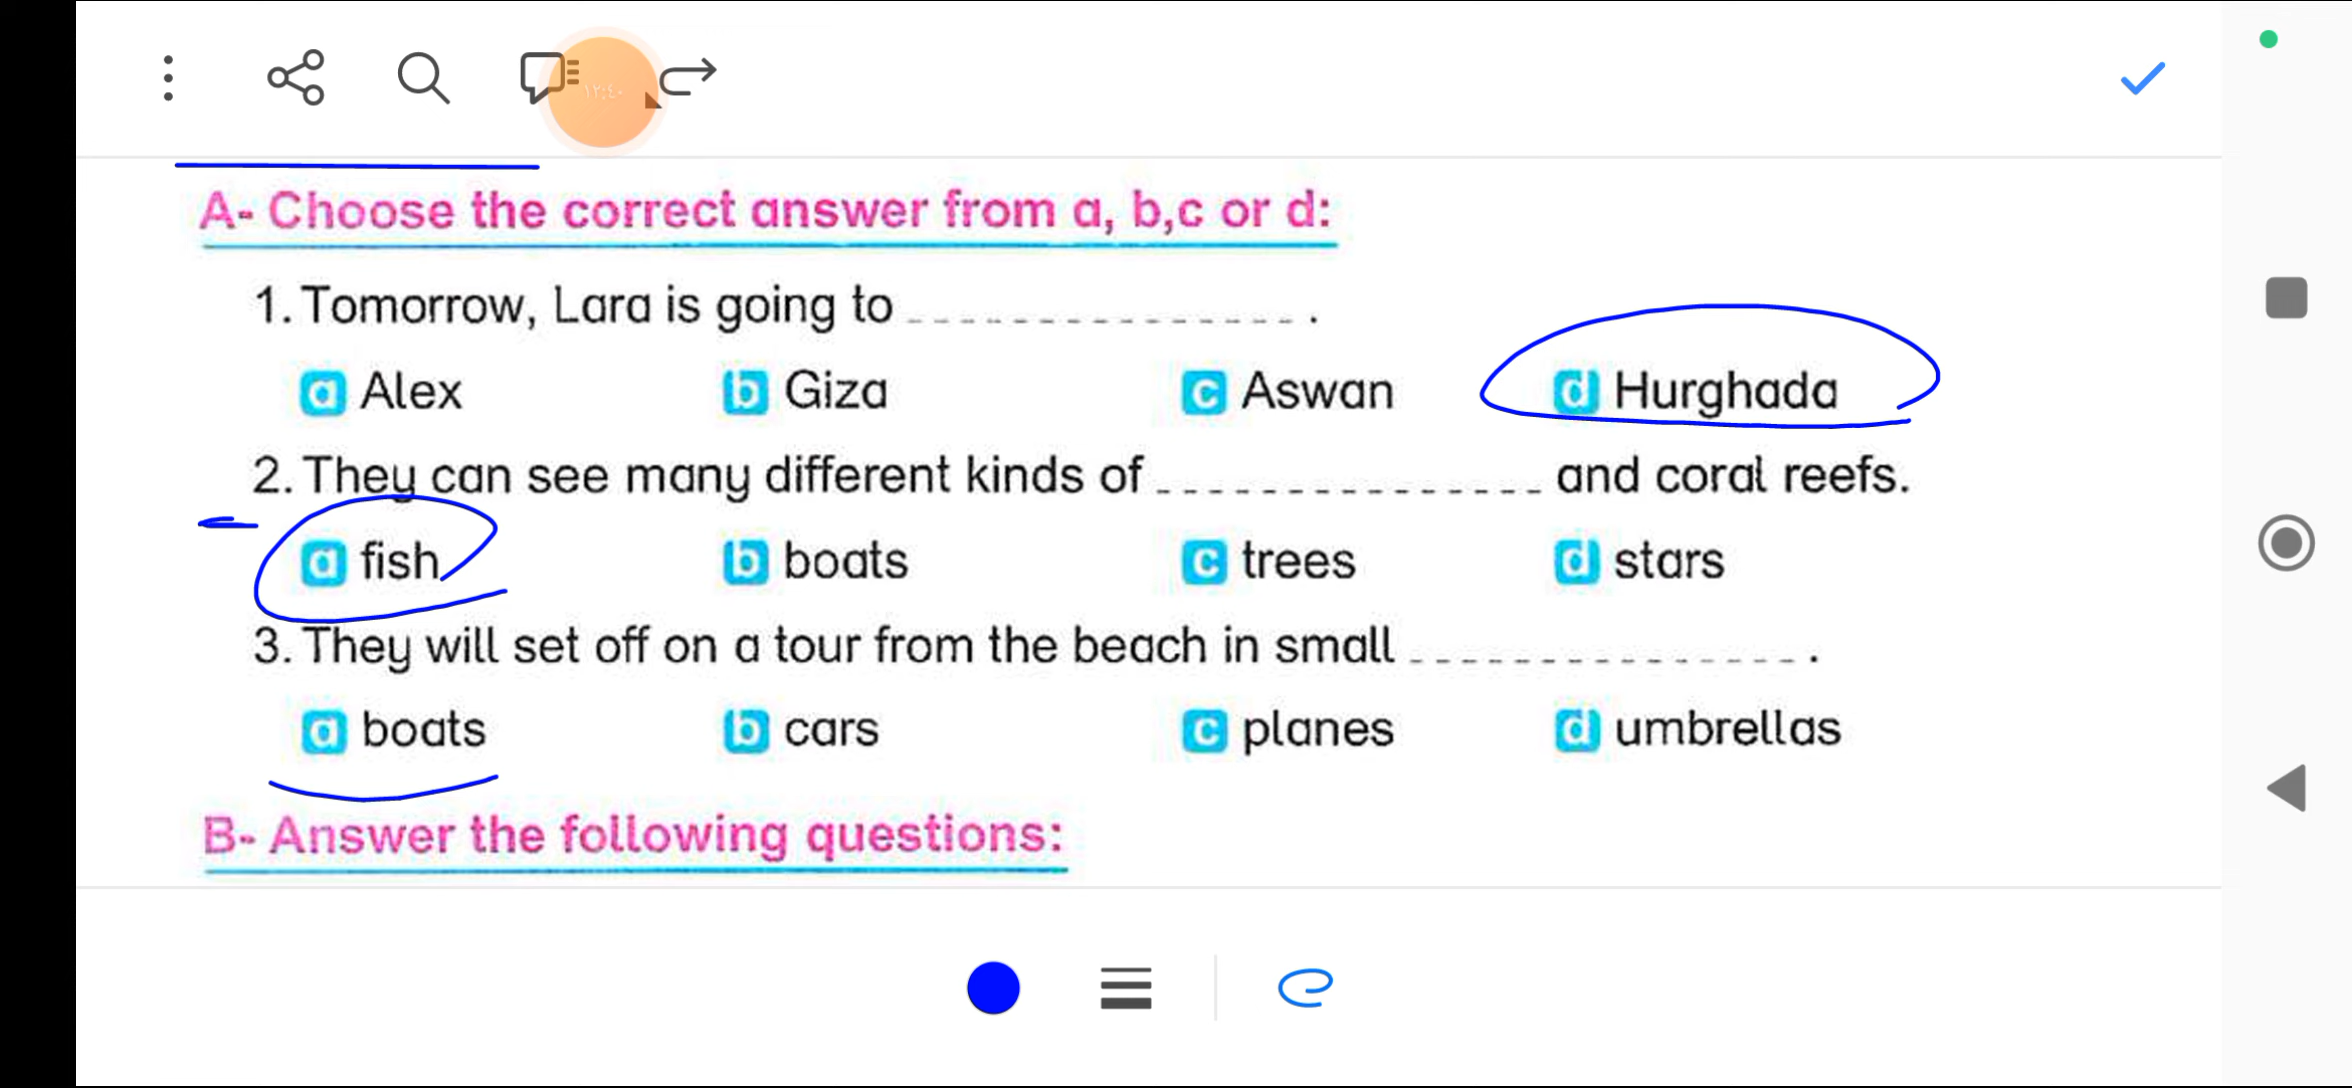 ١٢:٤٠
A- Choose the correct answer from a, b,c or d:
1. Tomorrow, Lara is going to ________________ .
a Alex b Giza c Aswan d Hurghada
2. They can see many different kinds of ________________ and coral reefs.
a fish b boats c trees d stars
3. They will set off on a tour from the beach in small ________________ .
a boats b cars c planes d umbrellas
B- Answer the following questions: